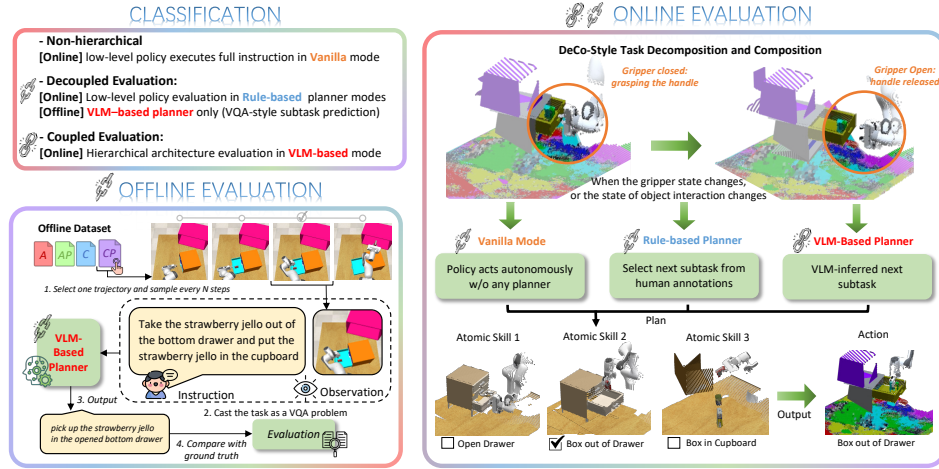 CLASSIFICATION
- Non-hierarchical
[Online] low-level policy executes full instruction in Vanilla mode
- Decoupled Evaluation:
[Online] Low-level policy evaluation in Rule-based planner modes
[Offline] VLM–based planner only (VQA-style subtask prediction)
- Coupled Evaluation:
[Online] Hierarchical architecture evaluation in VLM-based mode
OFFLINE EVALUATION
Offline Dataset
A
AP
C
CP
1. Select one trajectory and sample every N steps
VLM-
Based
Planner
Take the strawberry jello out of
the bottom drawer and put the
strawberry jello in the cupboard
Instruction
Observation
3. Output
2. Cast the task as a VQA problem
pick up the strawberry jello
in the opened bottom drawer
4. Compare with
ground truth
Evaluation
ONLINE EVALUATION
DeCo-Style Task Decomposition and Composition
Gripper closed:
grasping the handle
Gripper Open:
handle released
When the gripper state changes,
or the state of object interaction changes
Vanilla Mode
Rule-based Planner
VLM-Based Planner
Policy acts autonomously
w/o any planner
Select next subtask from
human annotations
VLM-inferred next
subtask
Plan
Atomic Skill 1
Atomic Skill 2
Atomic Skill 3
Action
Output
Open Drawer
Box out of Drawer
Box in Cupboard
Box out of Drawer